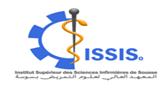 ISSIS.
Institut Supérieur des Sciences Infirmières de Sousse
المعهد العالي لعلوم التمريض بسوسة